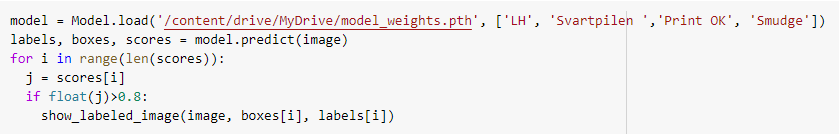 model = Model.load('/content/drive/MyDrive/model_weights.pth', ['LH', 'Svartpilen ','Print OK', 'Smudge'])
labels, boxes, scores = model.predict(image)
for i in range(len(scores)):
  j = scores[i]
  if float(j)>0.8:
    show_labeled_image(image, boxes[i], labels[i])